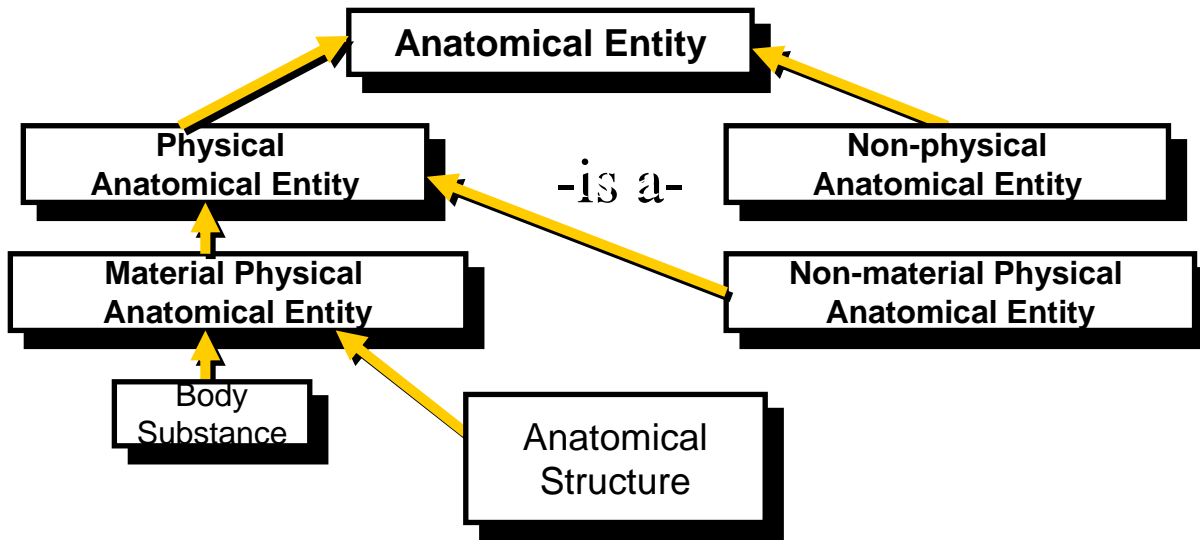 Anatomical Entity
Physical
Anatomical Entity
-is a-
Non-physical
Anatomical Entity
Material Physical
Anatomical Entity
Non-material Physical
Anatomical Entity
Body
Substance
Anatomical
Structure